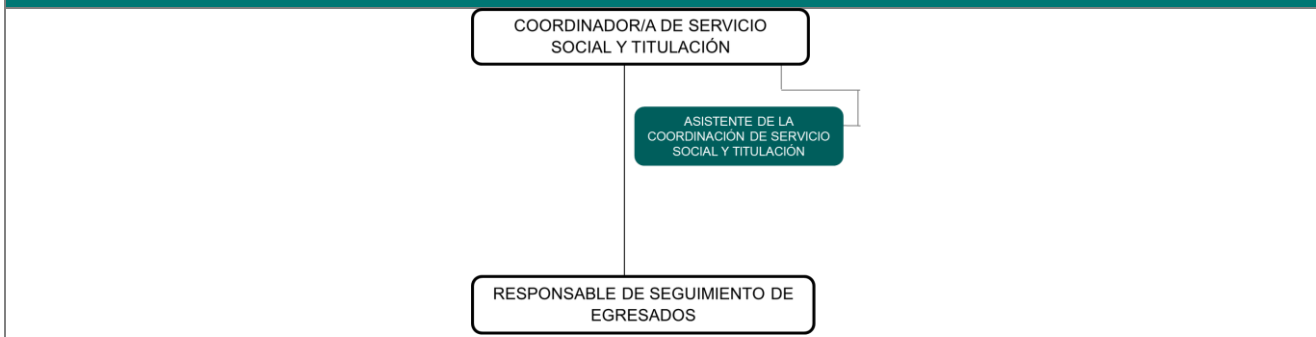 COORDINADOR/A DE SERVICIO
SOCIAL Y TITULACIÓN
ASISTENTE DE LA
COORDINACIÓN DE SERVICIO
SOCIAL Y TITULACIÓN
RESPONSABLE DE SEGUIMIENTO DE
EGRESADOS